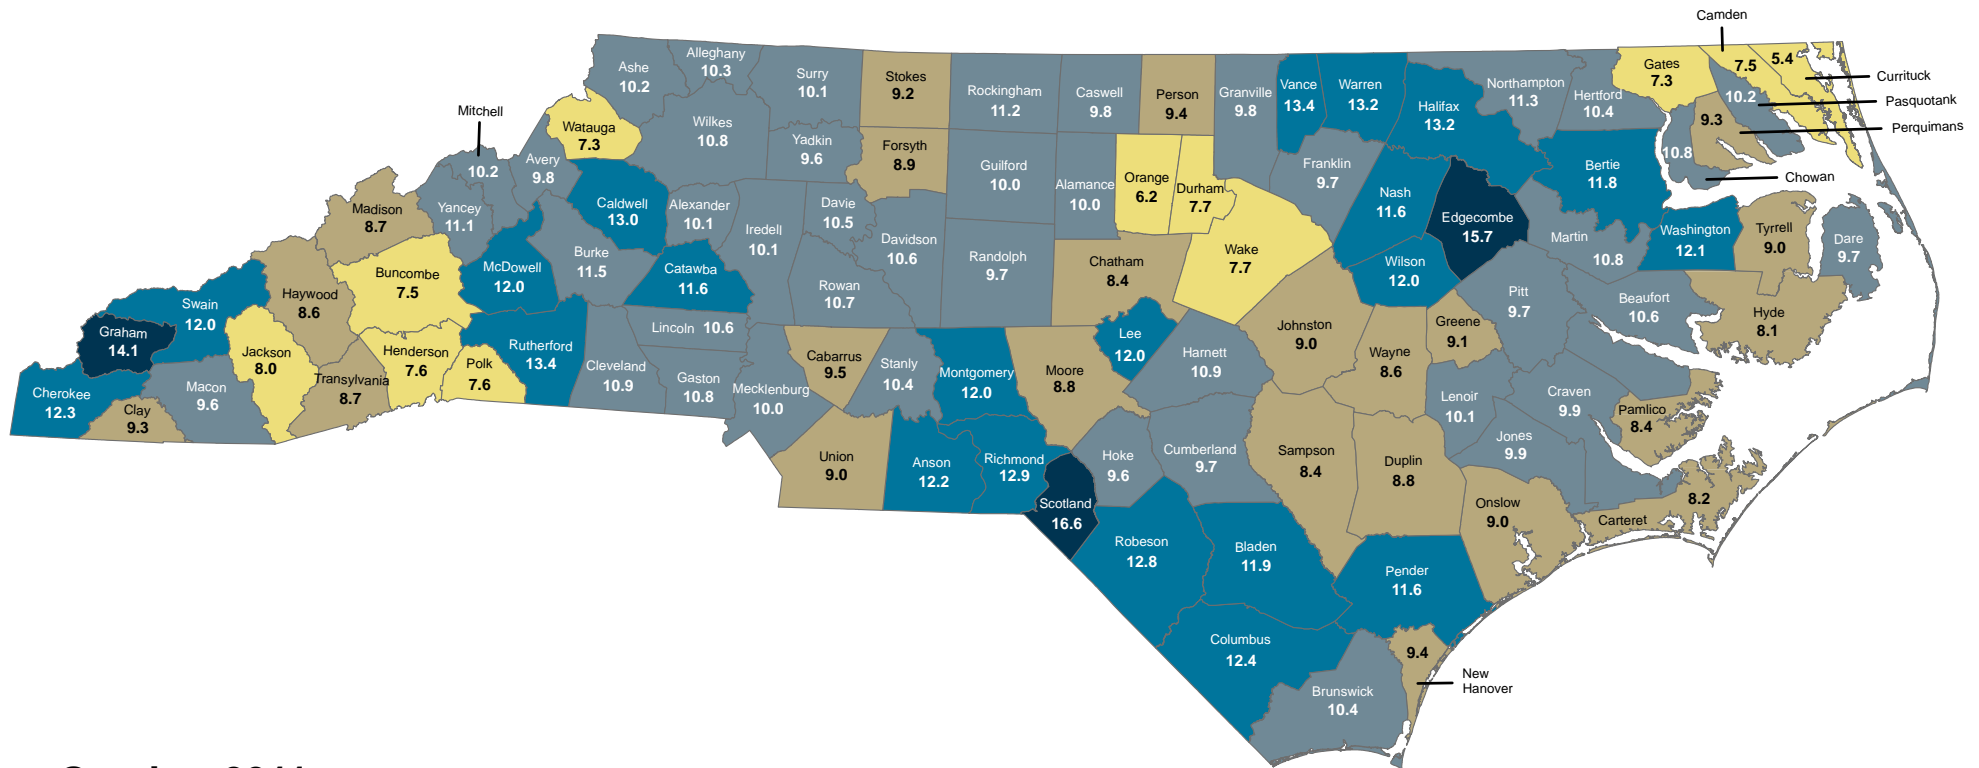 Camden
Alleghany
10.3
Ashe
10.2
Surry
10.1
Stokes
9.2
Rockingham
11.2
Caswell
9.8
Person
9.4
Granville
9.8
Vance
13.4
Warren
13.2
Halifax
13.2
Northampton
11.3
Hertford
10.4
Gates
7.3
7.5
5.4
Currituck
10.2
Pasquotank
9.3
Perquimans
10.8
Chowan
Mitchell
10.2
Watauga
7.3
Wilkes
10.8
Yadkin
9.6
Forsyth
8.9
Guilford
10.0
Alamance
10.0
Orange
6.2
Durham
7.7
Franklin
9.7
Nash
11.6
Edgecombe
15.7
Bertie
11.8
Avery
9.8
Madison
8.7
Yancey
11.1
Caldwell
13.0
Alexander
10.1
Iredell
10.1
Davie
10.5
Davidson
10.6
Randolph
9.7
Chatham
8.4
Wake
7.7
Wilson
12.0
Martin
10.8
Washington
12.1
Tyrrell
9.0
Dare
9.7
Buncombe
7.5
McDowell
12.0
Burke
11.5
Catawba
11.6
Rowan
10.7
Haywood
8.6
Swain
12.0
Graham
14.1
Jackson
8.0
Henderson
7.6
Polk
7.6
Rutherford
13.4
Cleveland
10.9
Lincoln 10.6
Gaston
10.8
Mecklenburg
10.0
Cabarrus
9.5
Stanly
10.4
Montgomery
12.0
Moore
8.8
Lee
12.0
Harnett
10.9
Johnston
9.0
Wayne
8.6
Greene
9.1
Pitt
9.7
Beaufort
10.6
Hyde
8.1
Cherokee
12.3
Clay
9.3
Macon
9.6
Transylvania
8.7
Union
9.0
Anson
12.2
Richmond
12.9
Scotland
16.6
Hoke
9.6
Cumberland
9.7
Sampson
8.4
Duplin
8.8
Lenoir
10.1
Craven
9.9
Jones
9.9
Pamlico
8.4
Onslow
9.0
Carteret
8.2
Robeson
12.8
Bladen
11.9
Pender
11.6
Columbus
12.4
Brunswick
10.4
9.4
New
Hanover